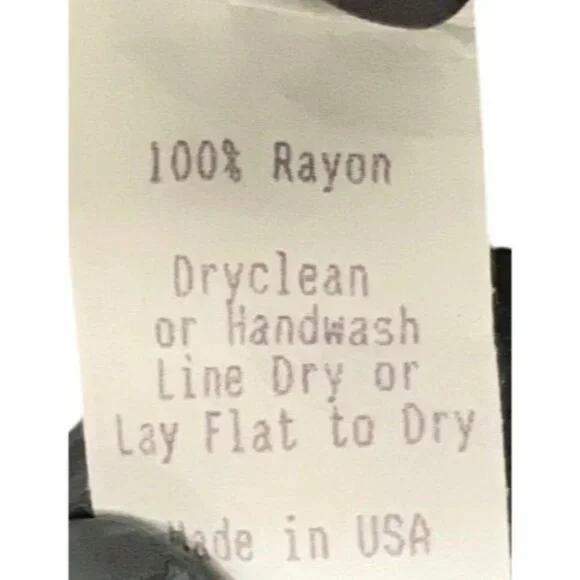 100% Rayon
Dryclean
or Handwash
Line Dry or
Lay Flat to Dry
Made in USA